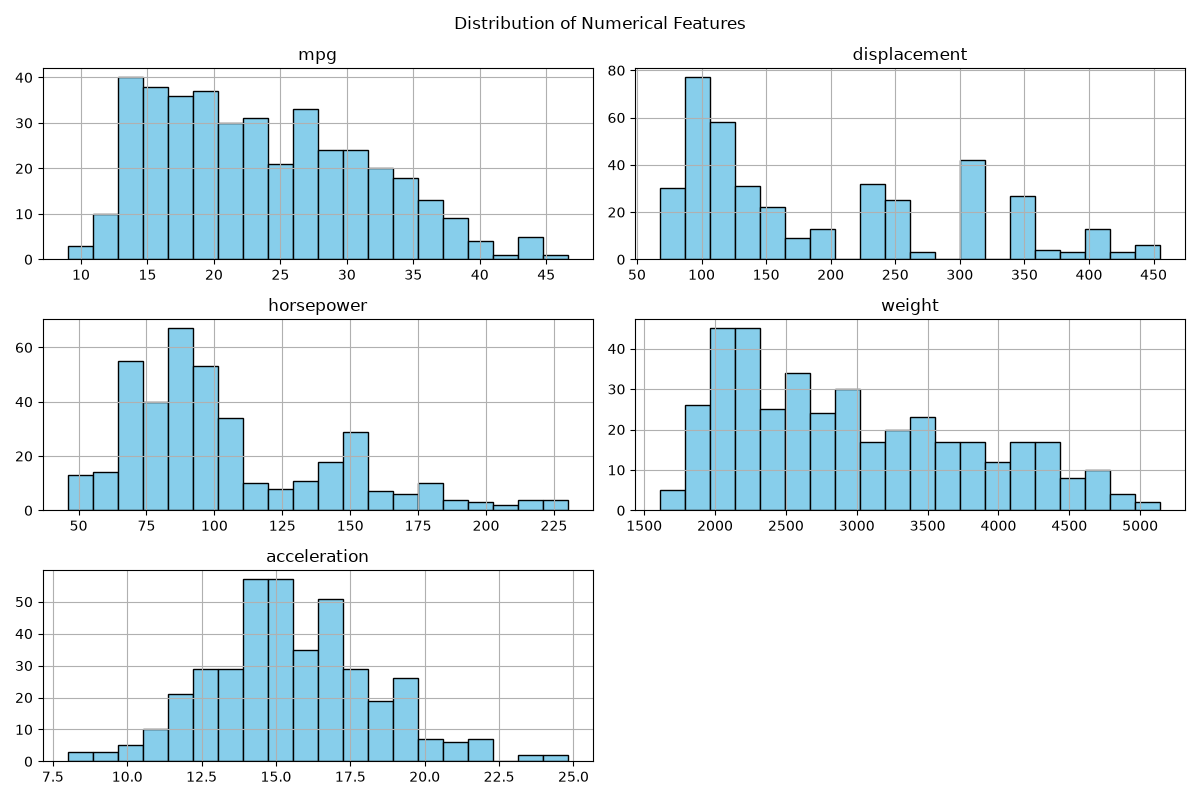 Distribution of Numerical Features
mpg
40
30
20
10
0
10 15 20 25 30 35 40 45
displacement
80
60
40
20
0
50 100 150 200 250 300 350 400 450
horsepower
60
40
20
0
50 75 100 125 150 175 200 225
weight
40
30
20
10
0
1500 2000 2500 3000 3500 4000 4500 5000
acceleration
50
40
30
20
10
0
7.5 10.0 12.5 15.0 17.5 20.0 22.5 25.0